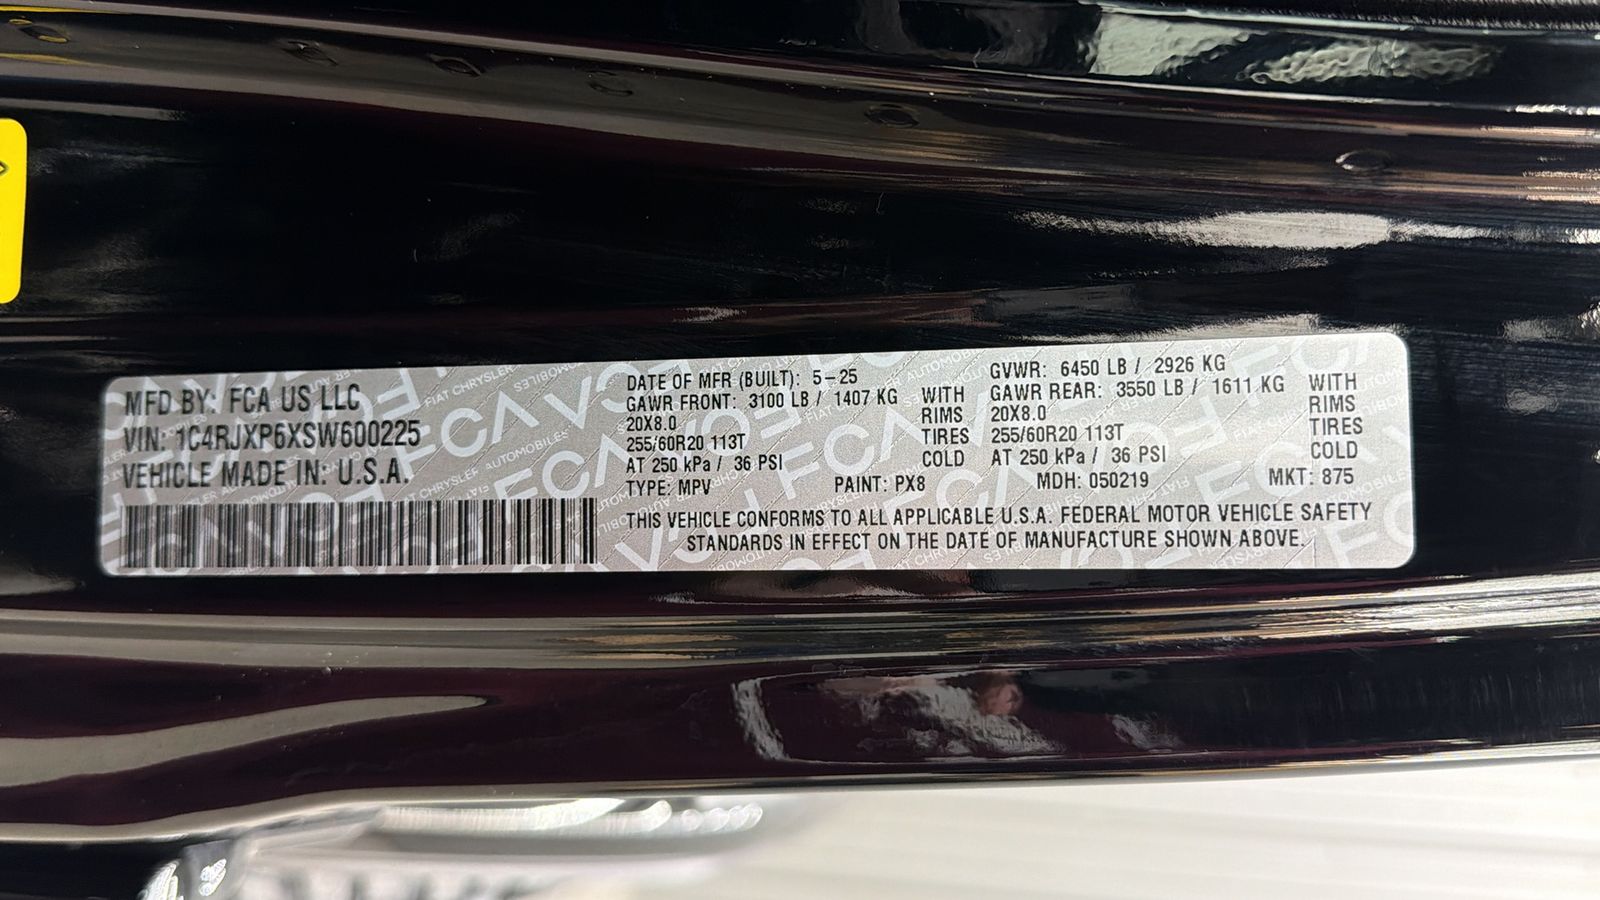 MFD BY: FCA US LLC
VIN: 1C4RJXP6XSW600225
VEHICLE MADE IN: U.S.A.
DATE OF MFR (BUILT): 5-25
GAWR FRONT: 3100 LB / 1407 KG
20X8.0
255/60R20 113T
AT 250 kPa / 36 PSI
WITH
RIMS
TIRES
COLD
GVWR: 6450 LB / 2926 KG
GAWR REAR: 3550 LB / 1611 KG
20X8.0
255/60R20 113T
AT 250 kPa / 36 PSI
WITH
RIMS
TIRES
COLD
TYPE: MPV PAINT: PX8 MDH: 050219 MKT: 875
THIS VEHICLE CONFORMS TO ALL APPLICABLE U.S.A. FEDERAL MOTOR VEHICLE SAFETY
STANDARDS IN EFFECT ON THE DATE OF MANUFACTURE SHOWN ABOVE.